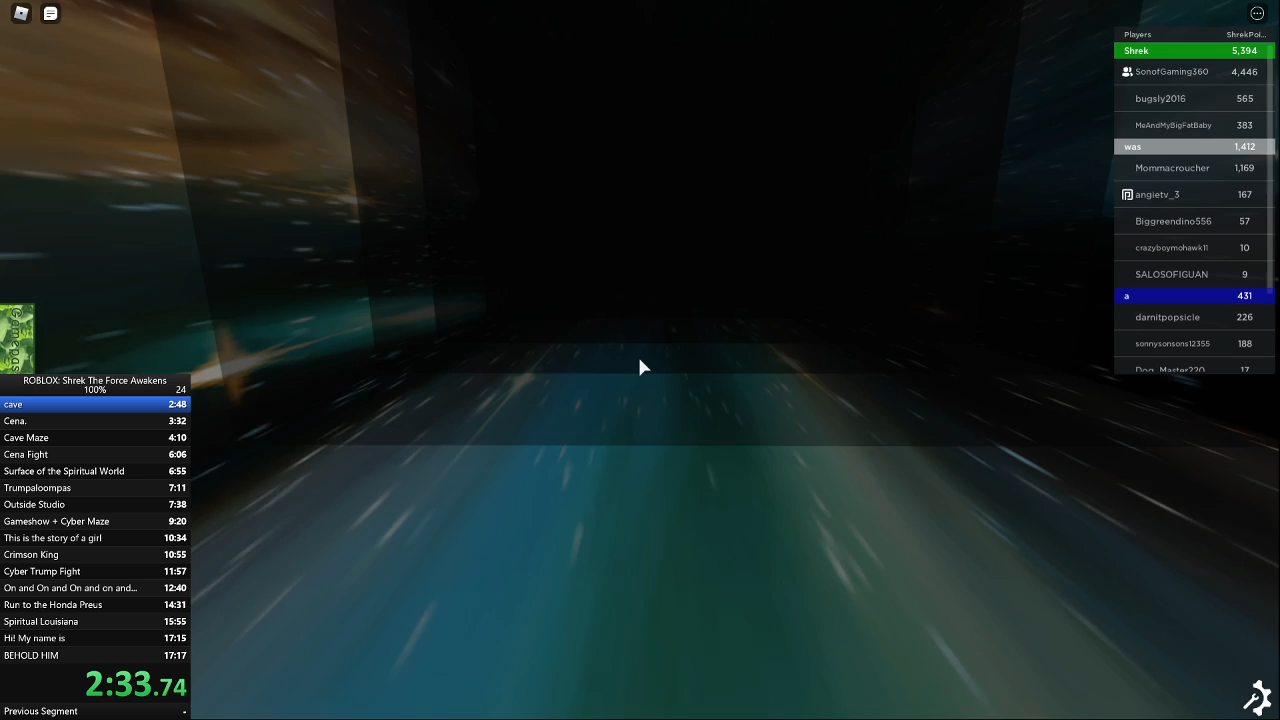 Players ShrekPoi...
Shrek 5,394
SonofGaming360 4,446
bugsly2016 565
MeAndMyBigFatBaby 383
was 1,412
Mommacroucher 1,169
angietv_3 167
Biggreendino556 57
crazyboymohawk11 10
SALOSOFIGUAN 9
a 431
darnitpopsicle 226
sonnysonsons12355 188
Dog_Master220 17
Gamepas
ROBLOX: Shrek The Force Awakens
100% 24
cave 2:48
Cena. 3:32
Cave Maze 4:10
Cena Fight 6:06
Surface of the Spiritual World 6:55
Trumpaloompas 7:11
Outside Studio 7:38
Gameshow + Cyber Maze 9:20
This is the story of a girl 10:34
Crimson King 10:55
Cyber Trump Fight 11:57
On and On and On and on and... 12:40
Run to the Honda Preus 14:31
Spiritual Louisiana 15:55
Hi! My name is 17:15
BEHOLD HIM 17:17
2:33.74
Previous Segment -